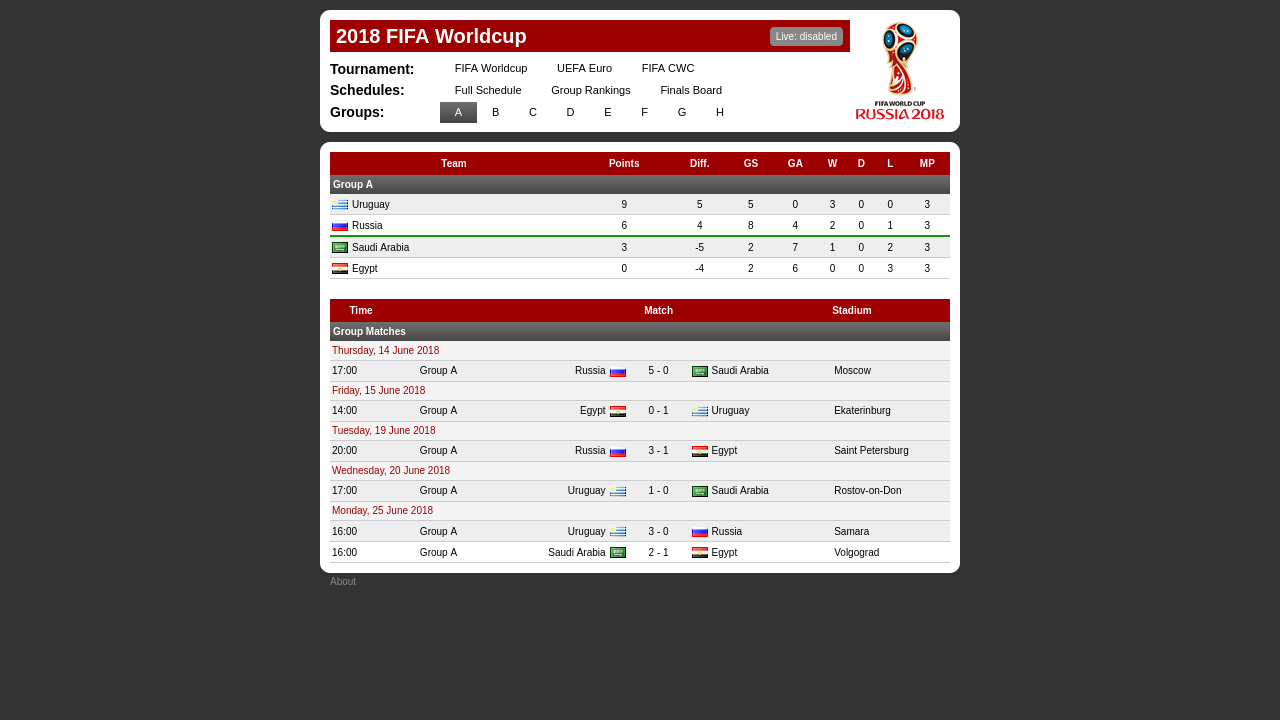 2018 FIFA Worldcup Live: disabled
Tournament: FIFA Worldcup UEFA Euro FIFA CWC
Schedules: Full Schedule Group Rankings Finals Board
Groups: A B C D E F G H
FIFA WORLD CUP
RUSSIA 2018
Team Points Diff. GS GA W D L MP
Group A
Uruguay 9 5 5 0 3 0 0 3
Russia 6 4 8 4 2 0 1 3
Saudi Arabia 3 -5 2 7 1 0 2 3
Egypt 0 -4 2 6 0 0 3 3
Time Match Stadium
Group Matches
Thursday, 14 June 2018
17:00 Group A Russia 5 - 0 Saudi Arabia Moscow
Friday, 15 June 2018
14:00 Group A Egypt 0 - 1 Uruguay Ekaterinburg
Tuesday, 19 June 2018
20:00 Group A Russia 3 - 1 Egypt Saint Petersburg
Wednesday, 20 June 2018
17:00 Group A Uruguay 1 - 0 Saudi Arabia Rostov-on-Don
Monday, 25 June 2018
16:00 Group A Uruguay 3 - 0 Russia Samara
16:00 Group A Saudi Arabia 2 - 1 Egypt Volgograd
About